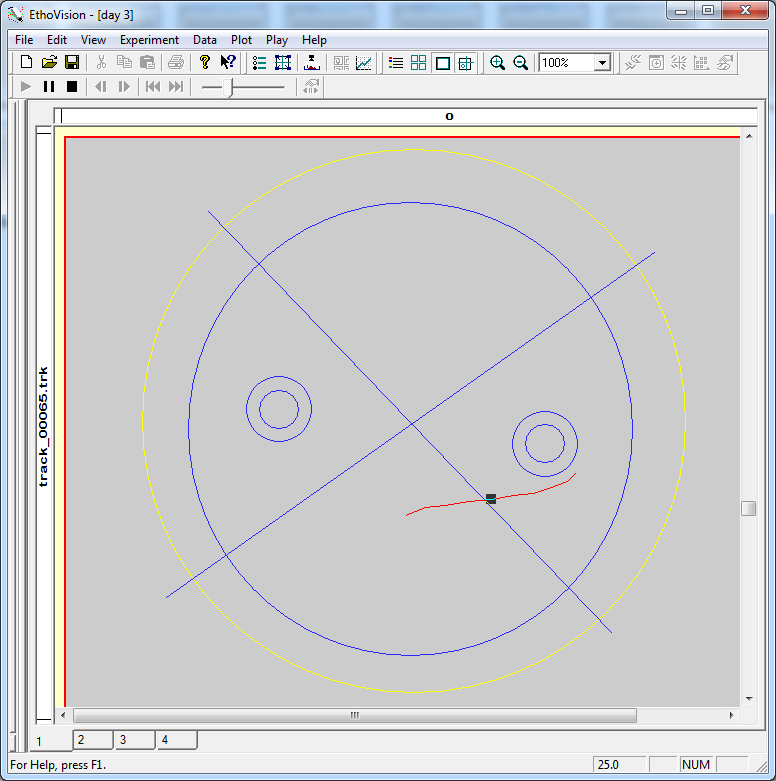 EthoVision - [day 3]
File Edit View Experiment Data Plot Play Help
100%
o
track_00065.trk
1 2 3 4
For Help, press F1.
25.0 NUM